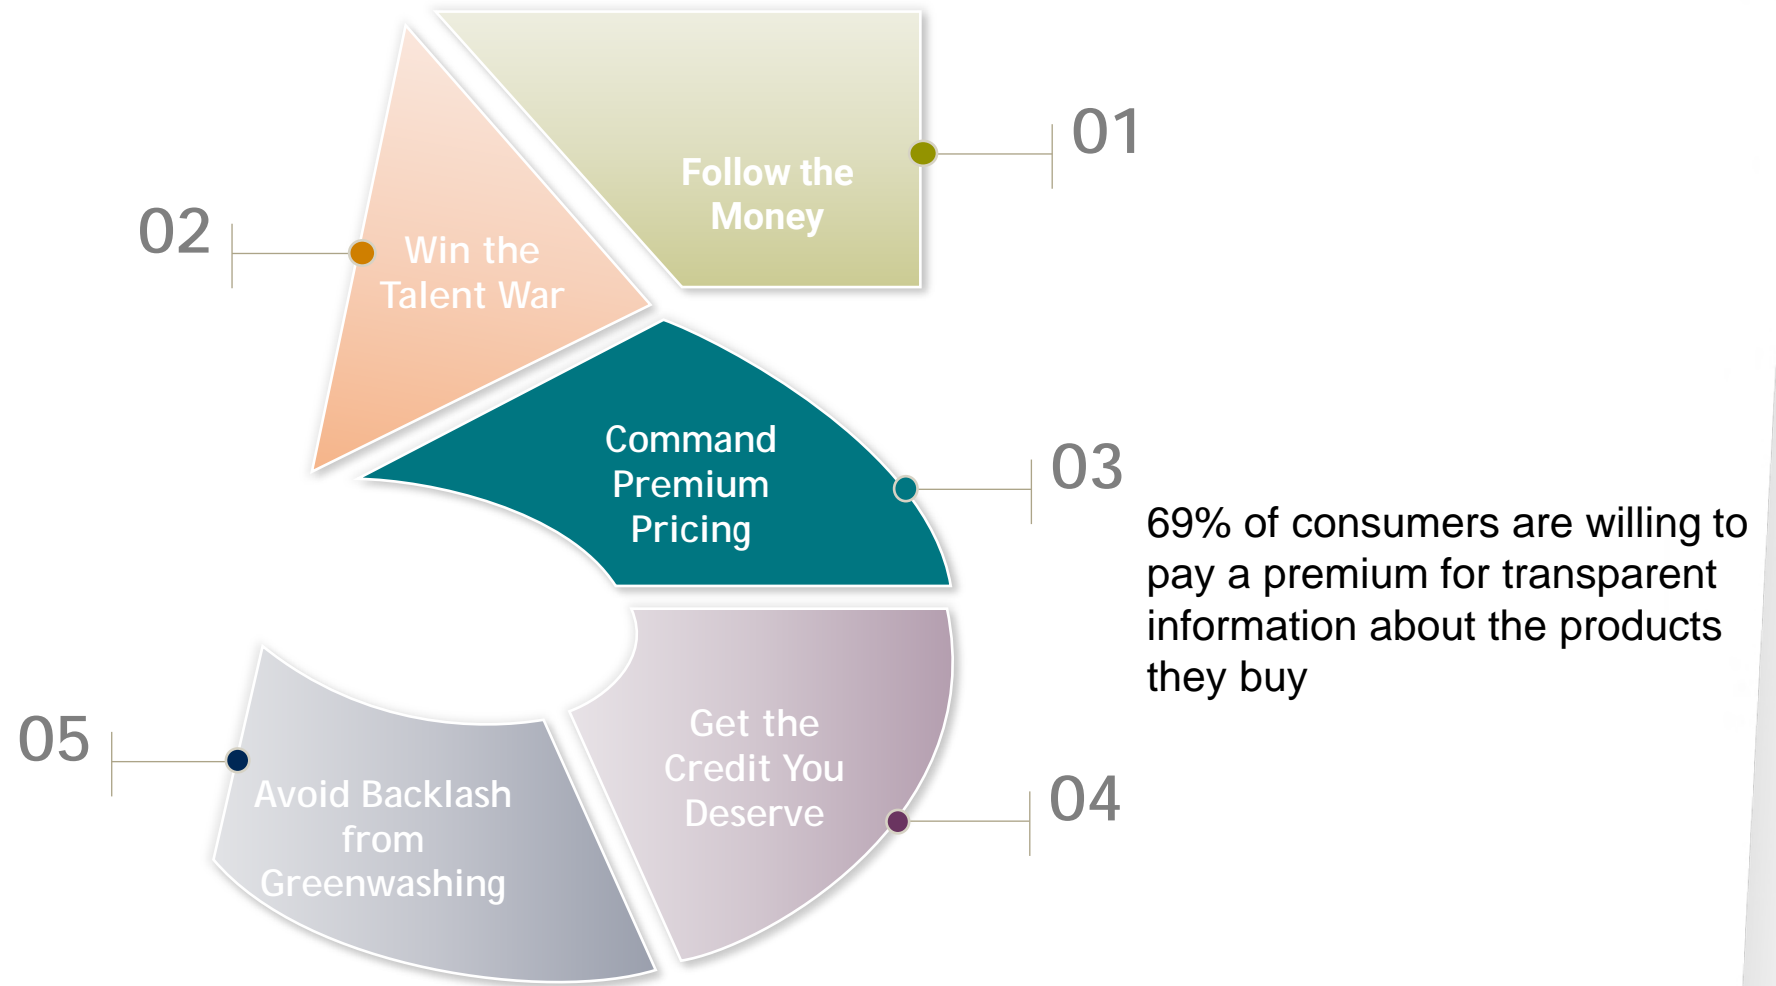 01
Follow the
Money
02
Win the
Talent War
03
Command
Premium
Pricing
69% of consumers are willing to
pay a premium for transparent
information about the products
they buy
04
Get the
Credit You
Deserve
05
Avoid Backlash
from
Greenwashing